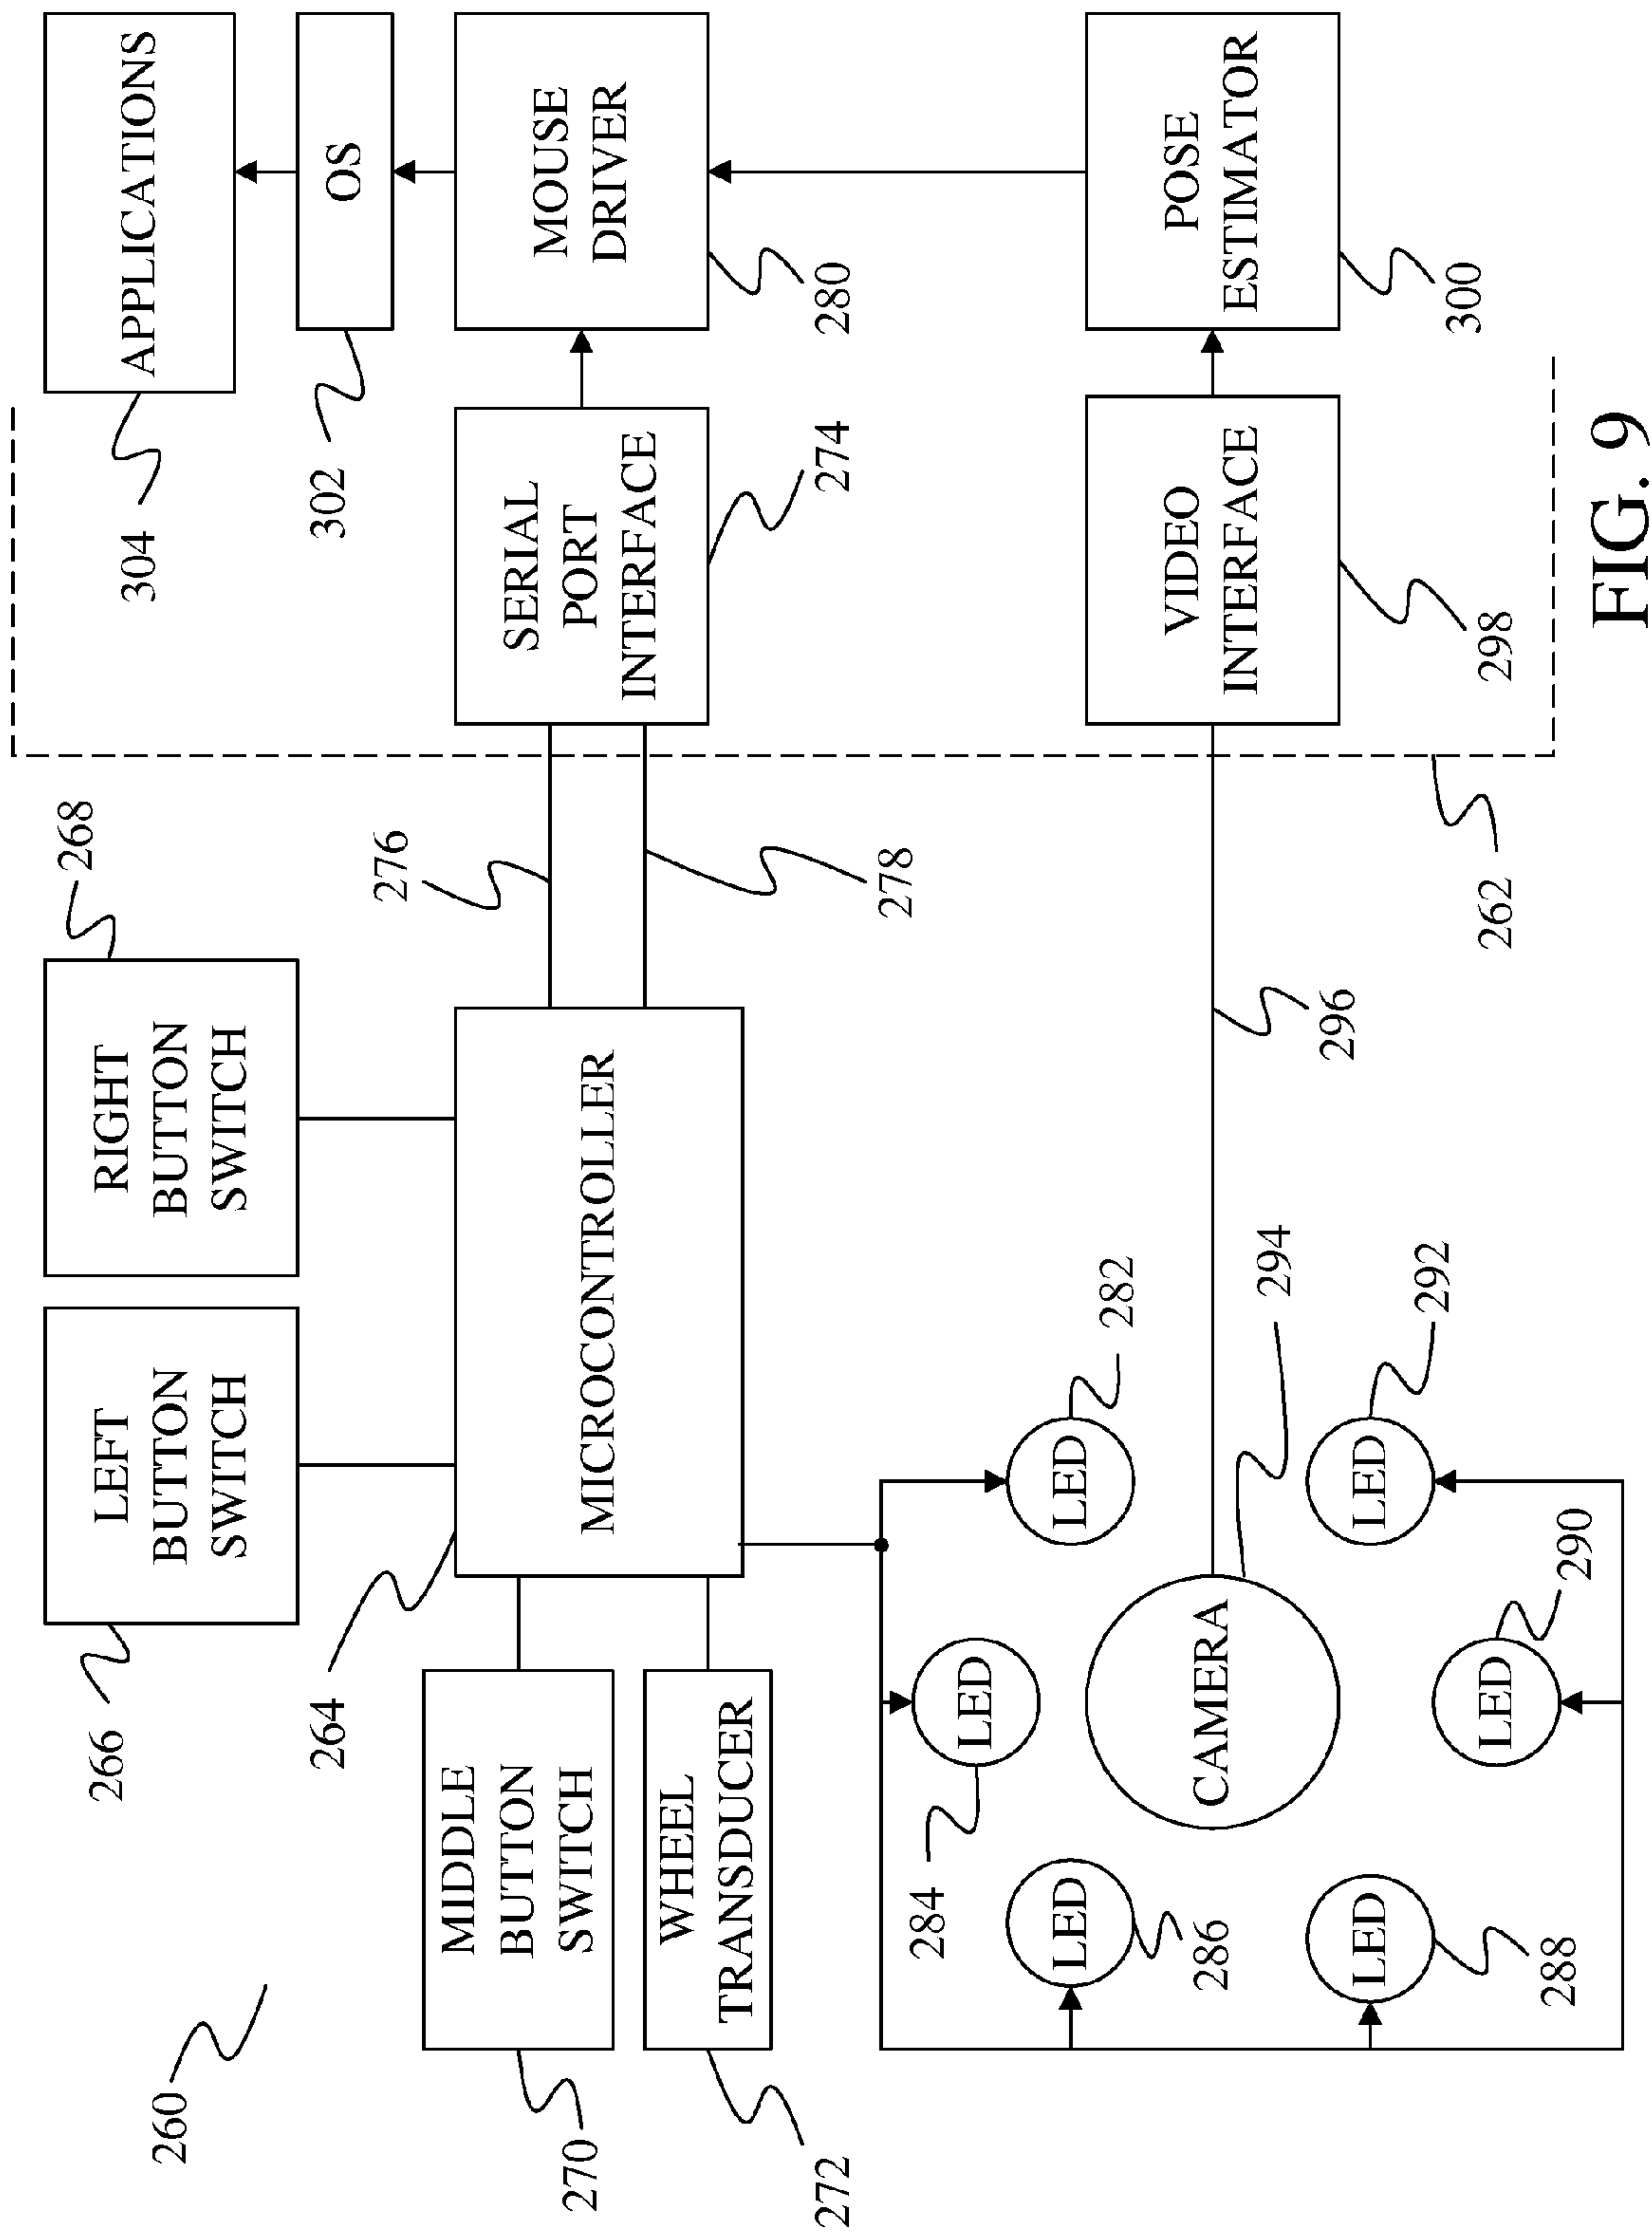 260
266
LEFT
BUTTON
SWITCH
RIGHT
BUTTON
SWITCH
268
304
APPLICATIONS
302
OS
264
270
MIDDLE
BUTTON
SWITCH
272
WHEEL
TRANSDUCER
MICROCONTROLLER
276
278
SERIAL
PORT
INTERFACE
274
MOUSE
DRIVER
280
284
LED
LED
286
LED
282
CAMERA
294
296
VIDEO
INTERFACE
298
POSE
ESTIMATOR
300
LED
288
LED
290
LED
292
262
FIG. 9